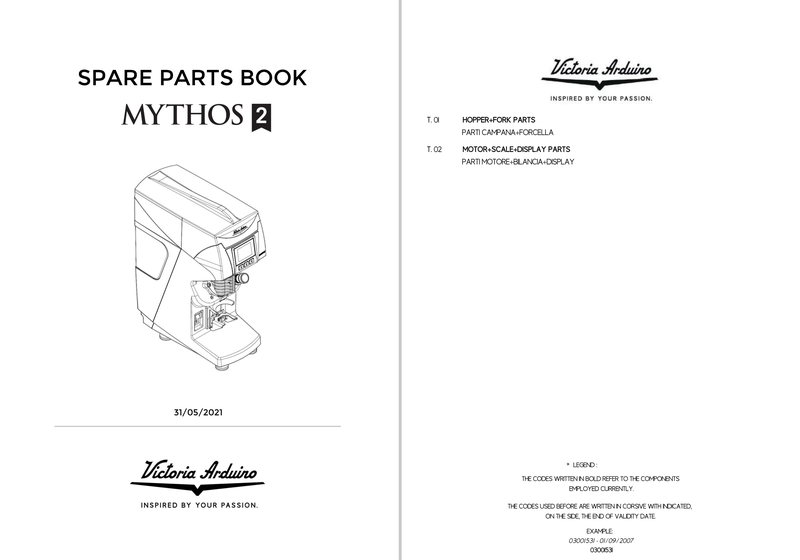 SPARE PARTS BOOK
MYTHOS 2
31/05/2021
Victoria Arduino
INSPIRED BY YOUR PASSION.
Victoria Arduino
INSPIRED BY YOUR PASSION.
T. 01 HOPPER+FORK PARTS
PARTI CAMPANA+FORCELLA
T. 02 MOTOR+SCALE+DISPLAY PARTS
PARTI MOTORE+BILANCIA+DISPLAY
* LEGEND :
THE CODES WRITTEN IN BOLD REFER TO THE COMPONENTS
EMPLOYED CURRENTLY.
THE CODES USED BEFORE ARE WRITTEN IN CORSIVE WITH INDICATED,
ON THE SIDE, THE END OF VALIDITY DATE.
EXAMPLE:
03001531 - 01/09/2007
03001531